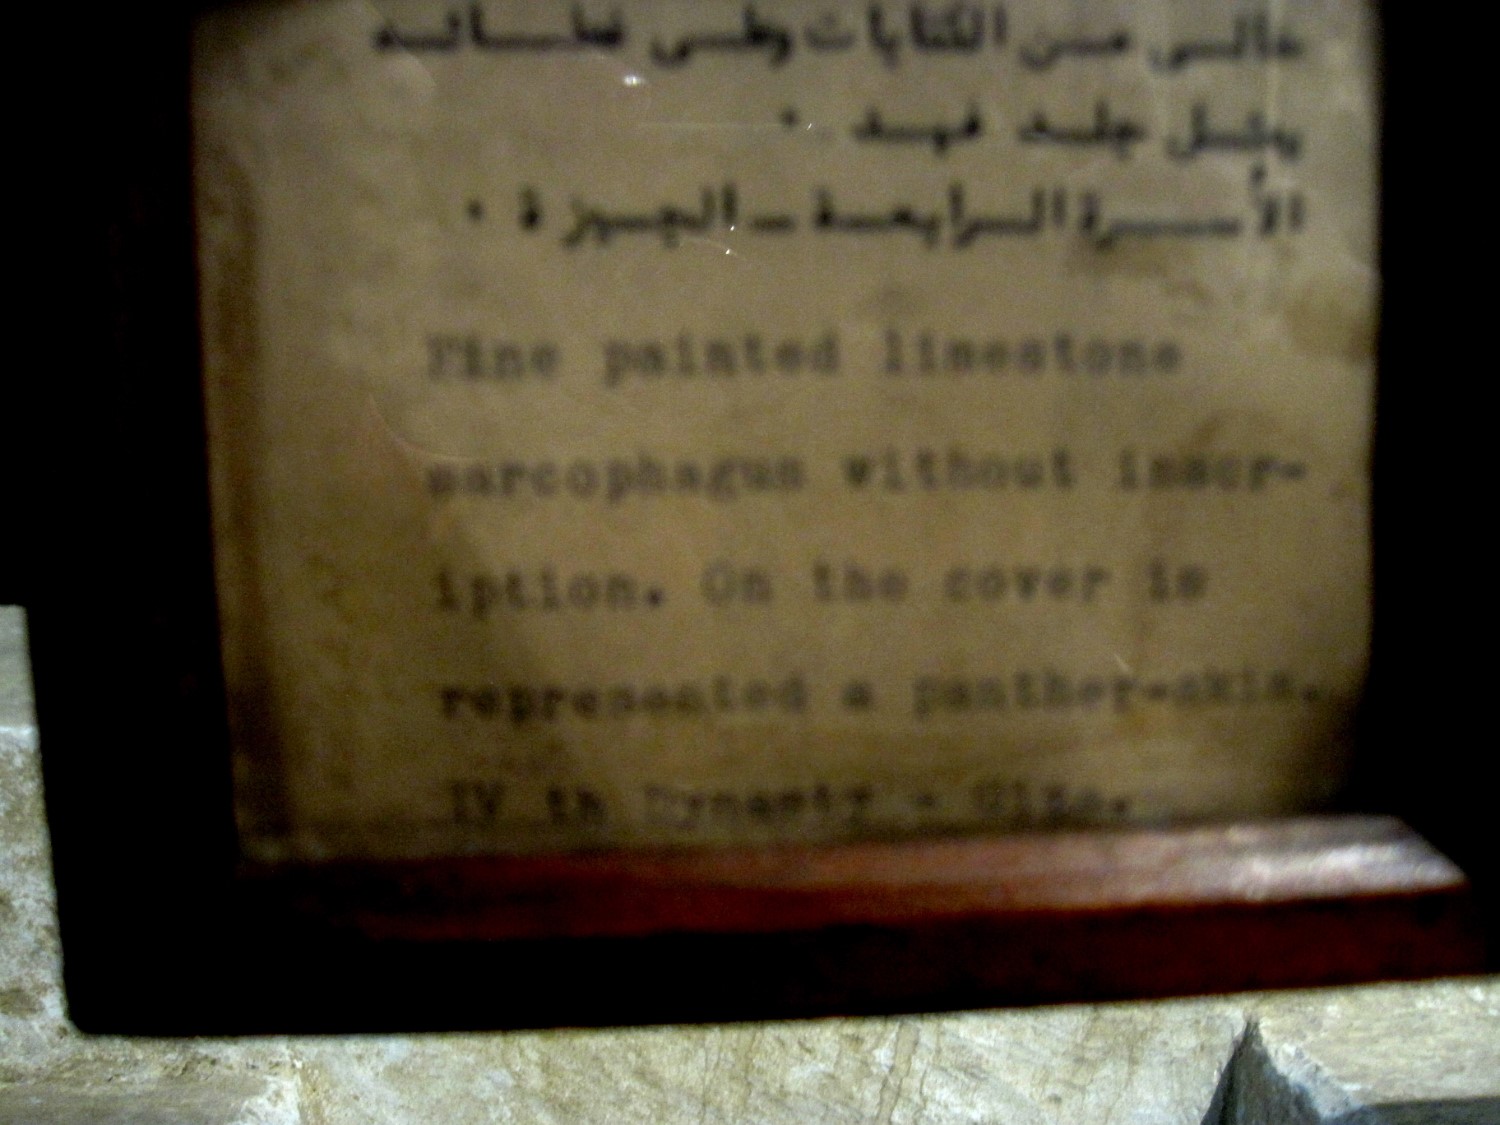 خالى من الكتابات وعلى غطائه
يمثل جلد فهد .
الأسرة الرابعة - الجيزة .
Fine painted limestone
sarcophagus without inscr-
iption. On the cover is
represented a panther-skin.
IV th Dynasty - Giza.